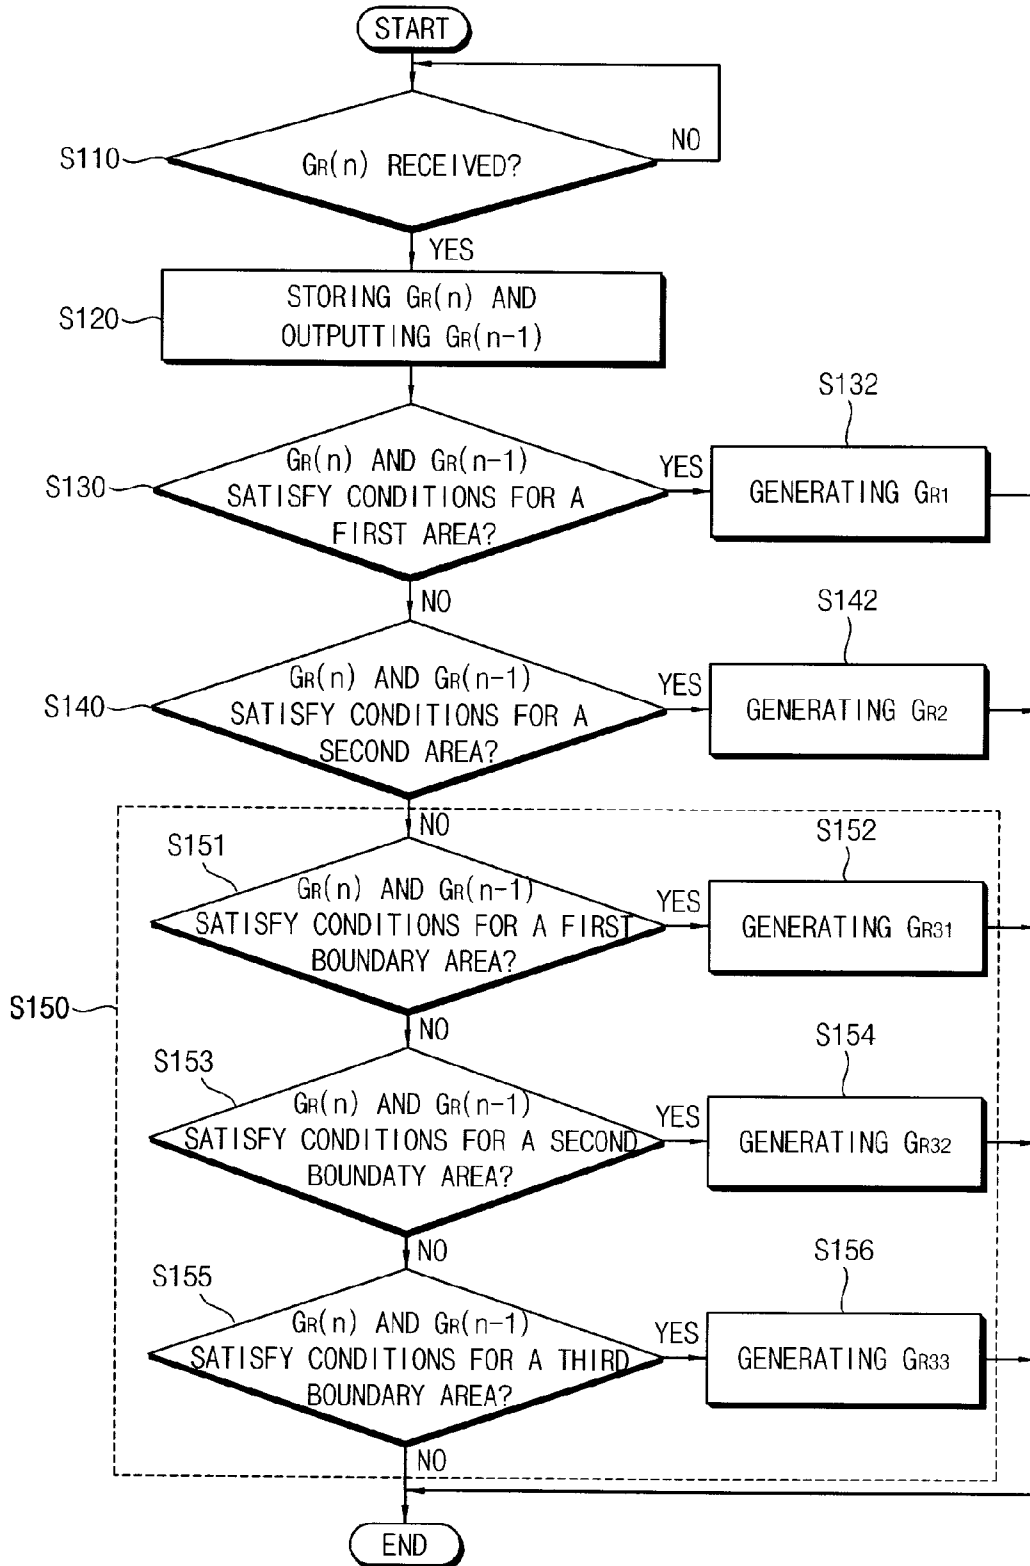 START
S110
GR(n) RECEIVED?
NO
YES
S120
STORING GR(n) AND
OUTPUTTING GR(n-1)
S132
S130
GR(n) AND GR(n-1)
SATISFY CONDITIONS FOR A
FIRST AREA?
YES
GENERATING GR1
NO
S142
S140
GR(n) AND GR(n-1)
SATISFY CONDITIONS FOR A
SECOND AREA?
YES
GENERATING GR2
NO
S150
S151
GR(n) AND GR(n-1)
SATISFY CONDITIONS FOR A FIRST
BOUNDARY AREA?
YES
S152
GENERATING GR31
NO
S153
GR(n) AND GR(n-1)
SATISFY CONDITIONS FOR A SECOND
BOUNDATY AREA?
YES
S154
GENERATING GR32
NO
S155
GR(n) AND GR(n-1)
SATISFY CONDITIONS FOR A THIRD
BOUNDARY AREA?
YES
S156
GENERATING GR33
NO
END